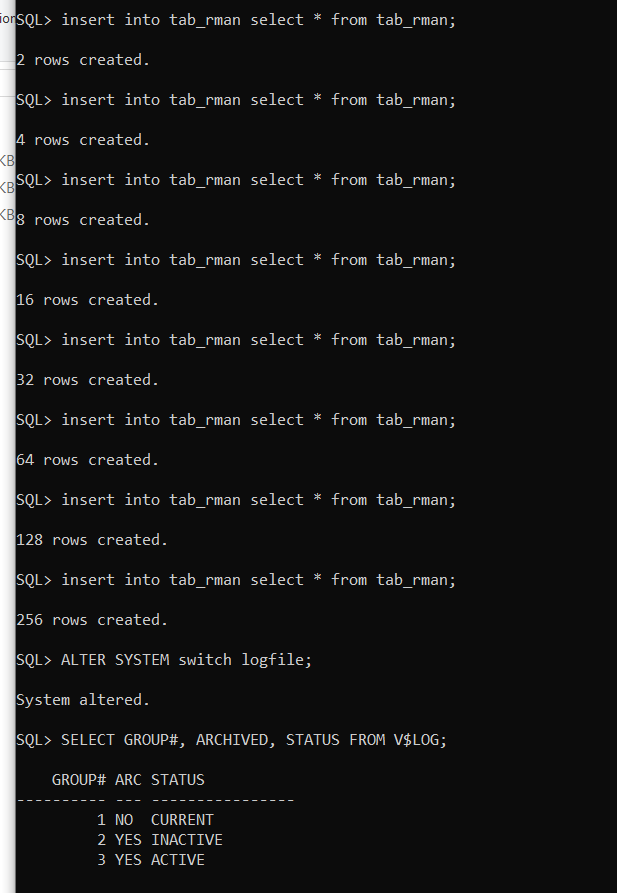 ion
SQL> insert into tab_rman select * from tab_rman;
2 rows created.
SQL> insert into tab_rman select * from tab_rman;
4 rows created.
KB
SQL> insert into tab_rman select * from tab_rman;
KB
8 rows created.
KB
SQL> insert into tab_rman select * from tab_rman;
16 rows created.
SQL> insert into tab_rman select * from tab_rman;
32 rows created.
SQL> insert into tab_rman select * from tab_rman;
64 rows created.
SQL> insert into tab_rman select * from tab_rman;
128 rows created.
SQL> insert into tab_rman select * from tab_rman;
256 rows created.
SQL> ALTER SYSTEM switch logfile;
System altered.
SQL> SELECT GROUP#, ARCHIVED, STATUS FROM V$LOG;
    GROUP# ARC STATUS
---------- --- ----------------
         1 NO  CURRENT
         2 YES INACTIVE
         3 YES ACTIVE